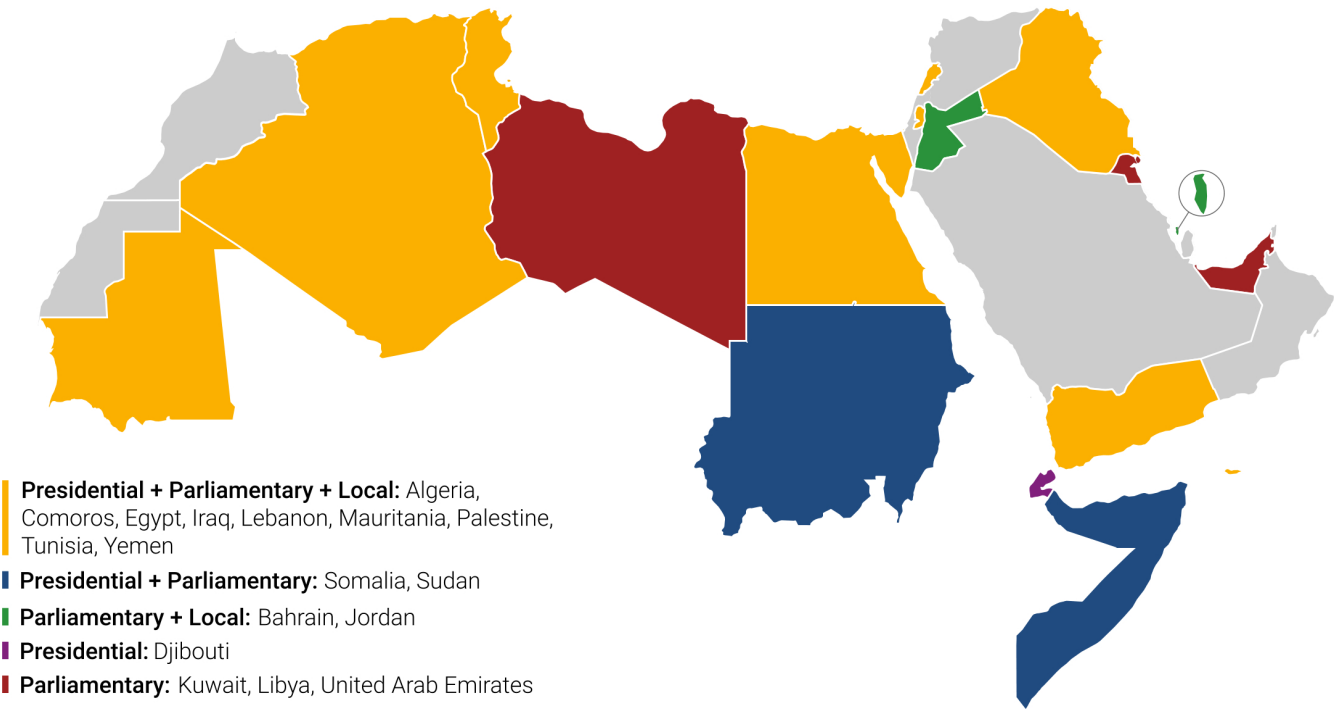 Presidential + Parliamentary + Local: Algeria,
Comoros, Egypt, Iraq, Lebanon, Mauritania, Palestine,
Tunisia, Yemen
Presidential + Parliamentary: Somalia, Sudan
Parliamentary + Local: Bahrain, Jordan
Presidential: Djibouti
Parliamentary: Kuwait, Libya, United Arab Emirates